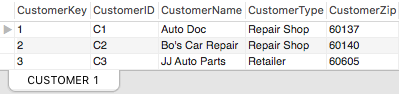 CustomerKey CustomerID CustomerName CustomerType CustomerZip
1 C1 Auto Doc Repair Shop 60137
2 C2 Bo's Car Repair Repair Shop 60140
3 C3 JJ Auto Parts Retailer 60605
CUSTOMER 1